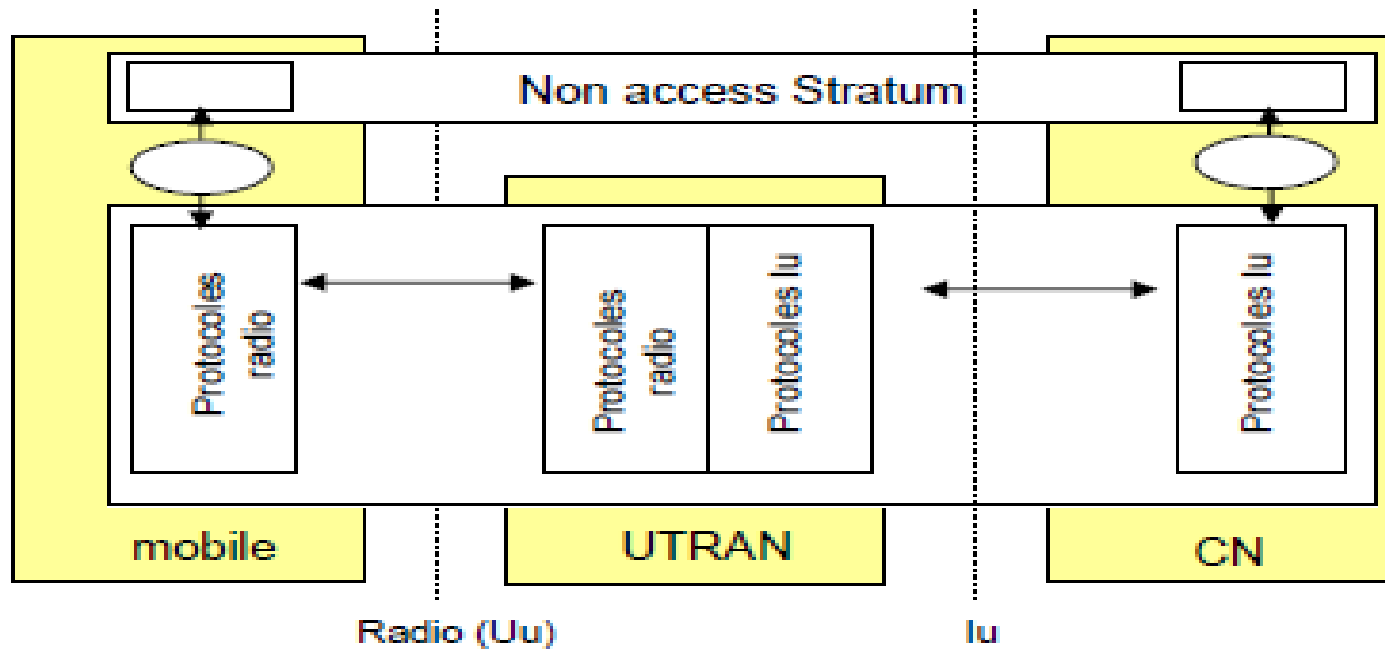 Non access Stratum
Protocoles
radio
Protocoles
radio
Protocoles Iu
Protocoles Iu
mobile
UTRAN
CN
Radio (Uu)
Iu